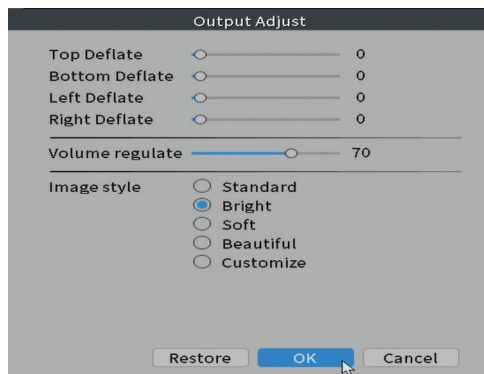 Output Adjust
Top Deflate 0
Bottom Deflate 0
Left Deflate 0
Right Deflate 0
Volume regulate 70
Image style Standard
Bright
Soft
Beautiful
Customize
Restore OK Cancel